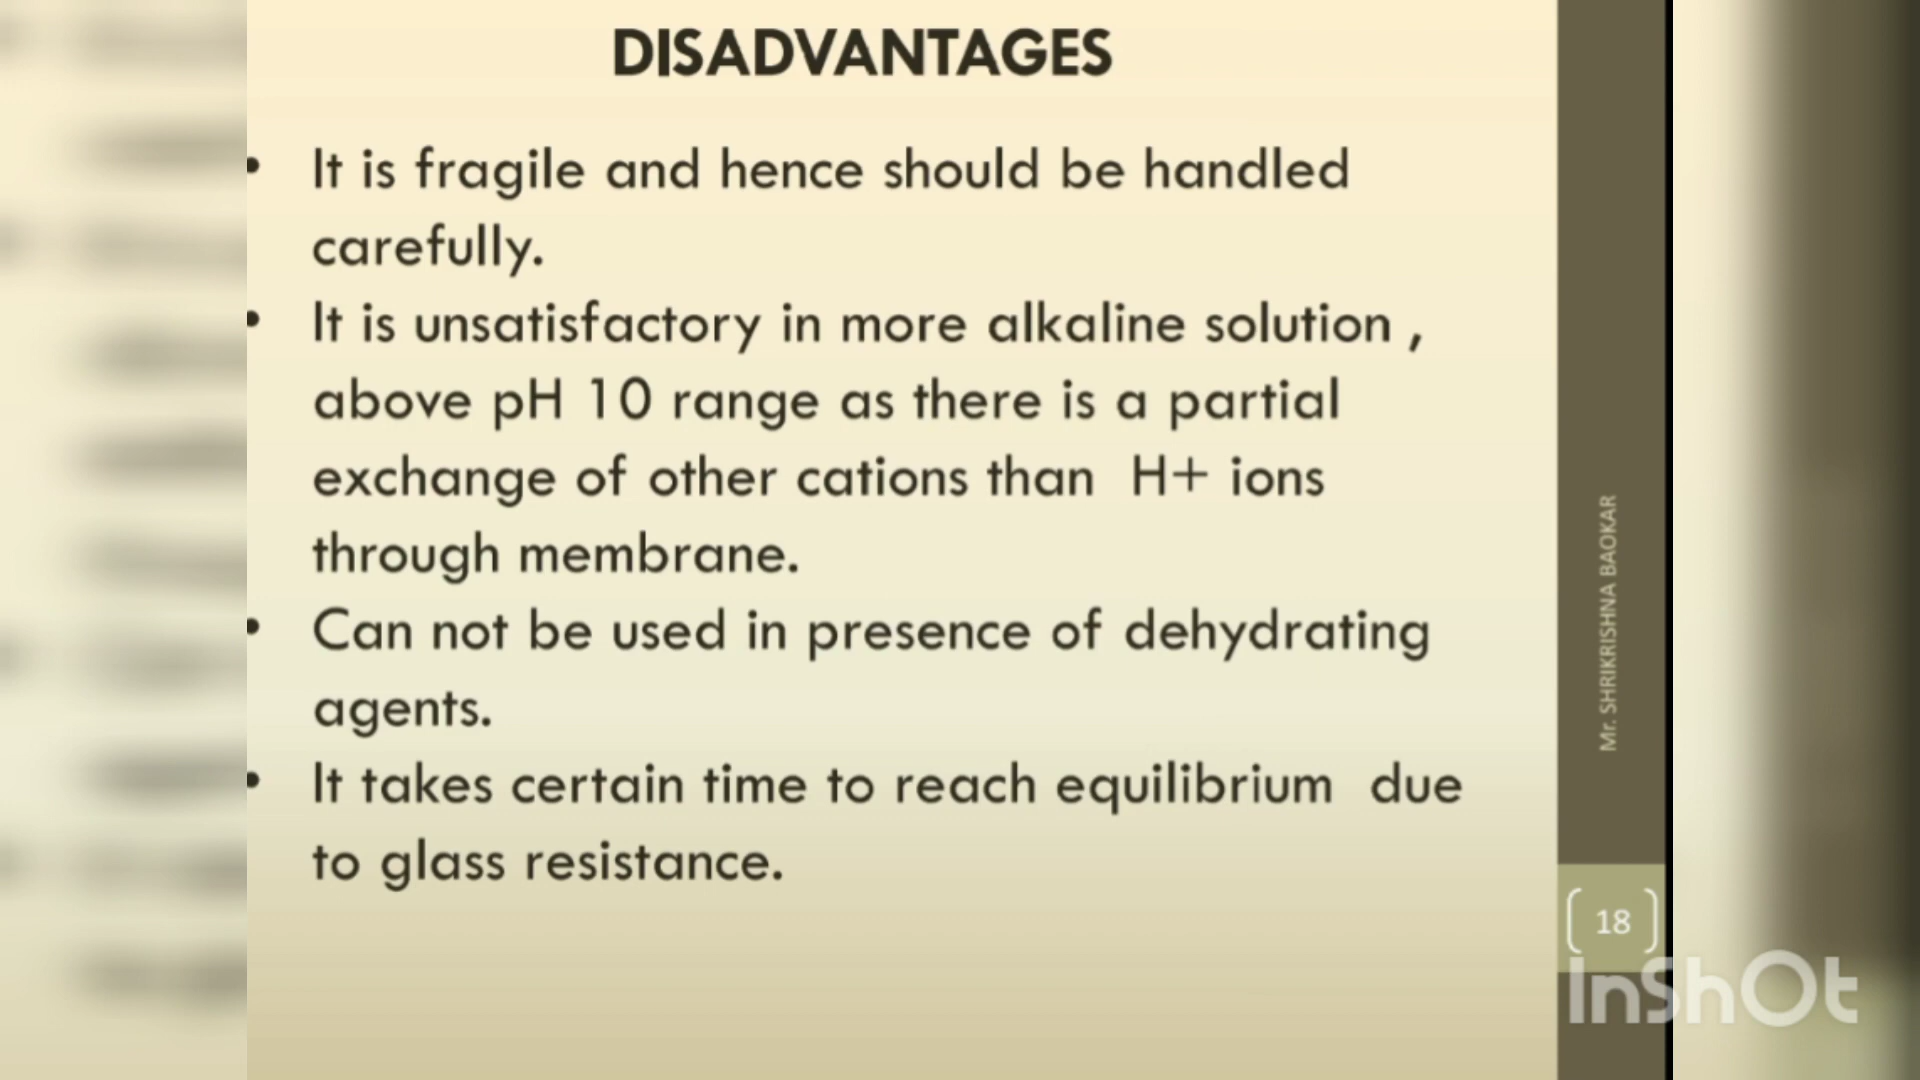 DISADVANTAGES
• It is fragile and hence should be handled
carefully.
• It is unsatisfactory in more alkaline solution ,
above pH 10 range as there is a partial
exchange of other cations than H+ ions
through membrane.
• Can not be used in presence of dehydrating
agents.
• It takes certain time to reach equilibrium due
to glass resistance.
Mr. SHRIKRISHNA BAOKAR
18
InShOt